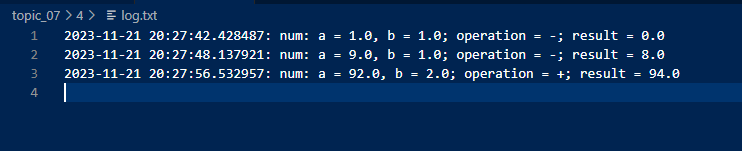 topic_07 > 4 > log.txt
1 2023-11-21 20:27:42.428487: num: a = 1.0, b = 1.0; operation = -; result = 0.0
2 2023-11-21 20:27:48.137921: num: a = 9.0, b = 1.0; operation = -; result = 8.0
3 2023-11-21 20:27:56.532957: num: a = 92.0, b = 2.0; operation = +; result = 94.0
4